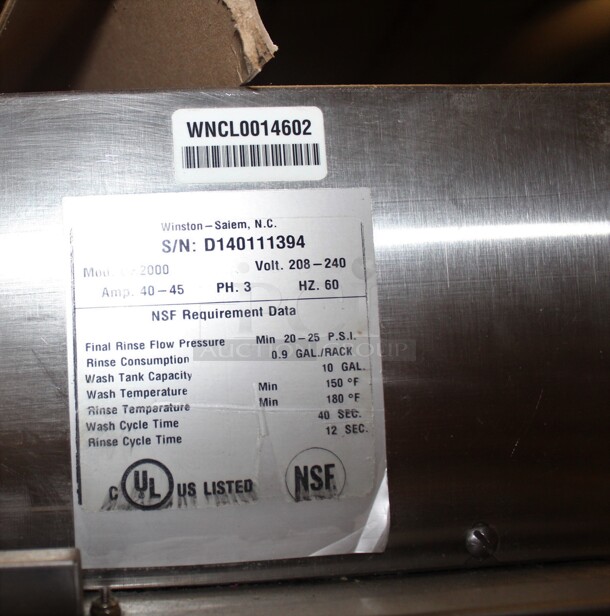 WNCL0014602
Winston-Salem, N.C.
S/N: D140111394
2000 Volt. 208-240
Amp. 40-45 PH. 3 HZ. 60
NSF Requirement Data
Final Rinse Flow Pressure Min 20-25 P.S.I.
Rinse Consumption 0.9 GAL./RACK
Wash Tank Capacity 10 GAL.
Wash Temperature Min 150 °F
Rinse Temparature Min 180 °F
Wash Cycle Time 40 SEC.
Rinse Cycle Time 12 SEC.
C UL US LISTED NSF
AUCTION GROUP